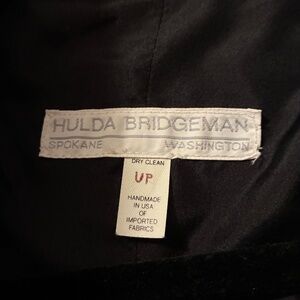 HULDA BRIDGEMAN
SPOKANE WASHINGTON
DRY CLEAN
UP
HANDMADE
IN USA
OF
IMPORTED
FABRICS